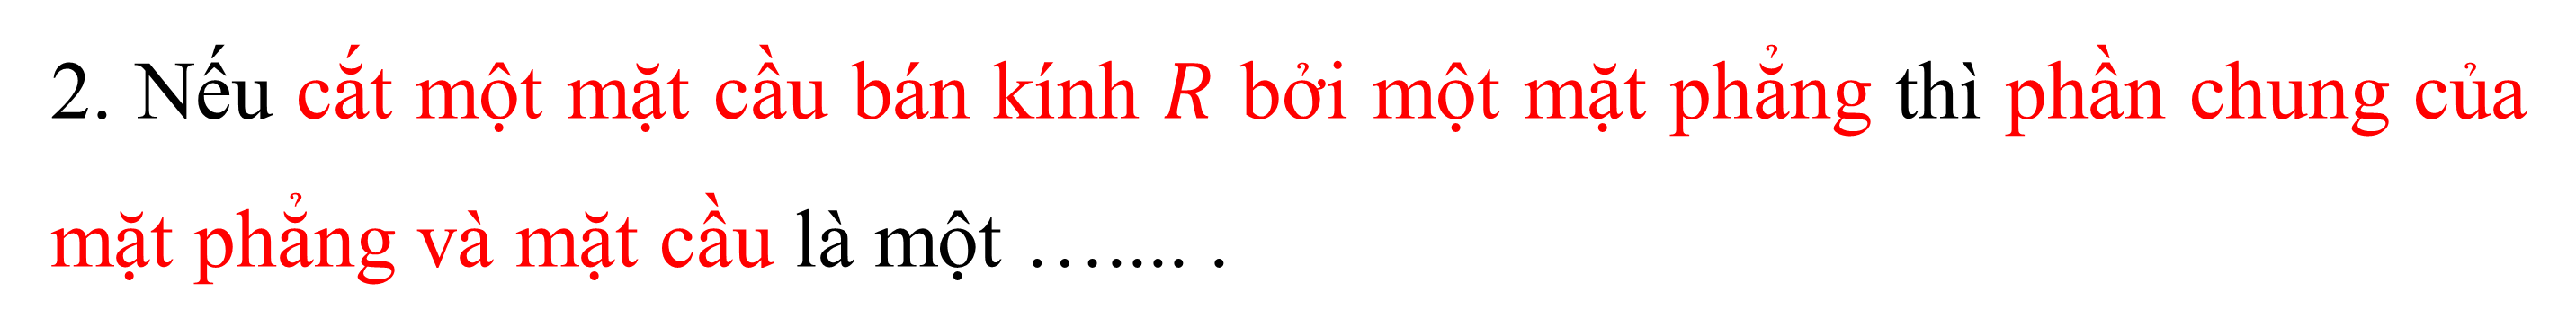 2. Nếu cắt một mặt cầu bán kính R bởi một mặt phẳng thì phần chung của
mặt phẳng và mặt cầu là một ……... .